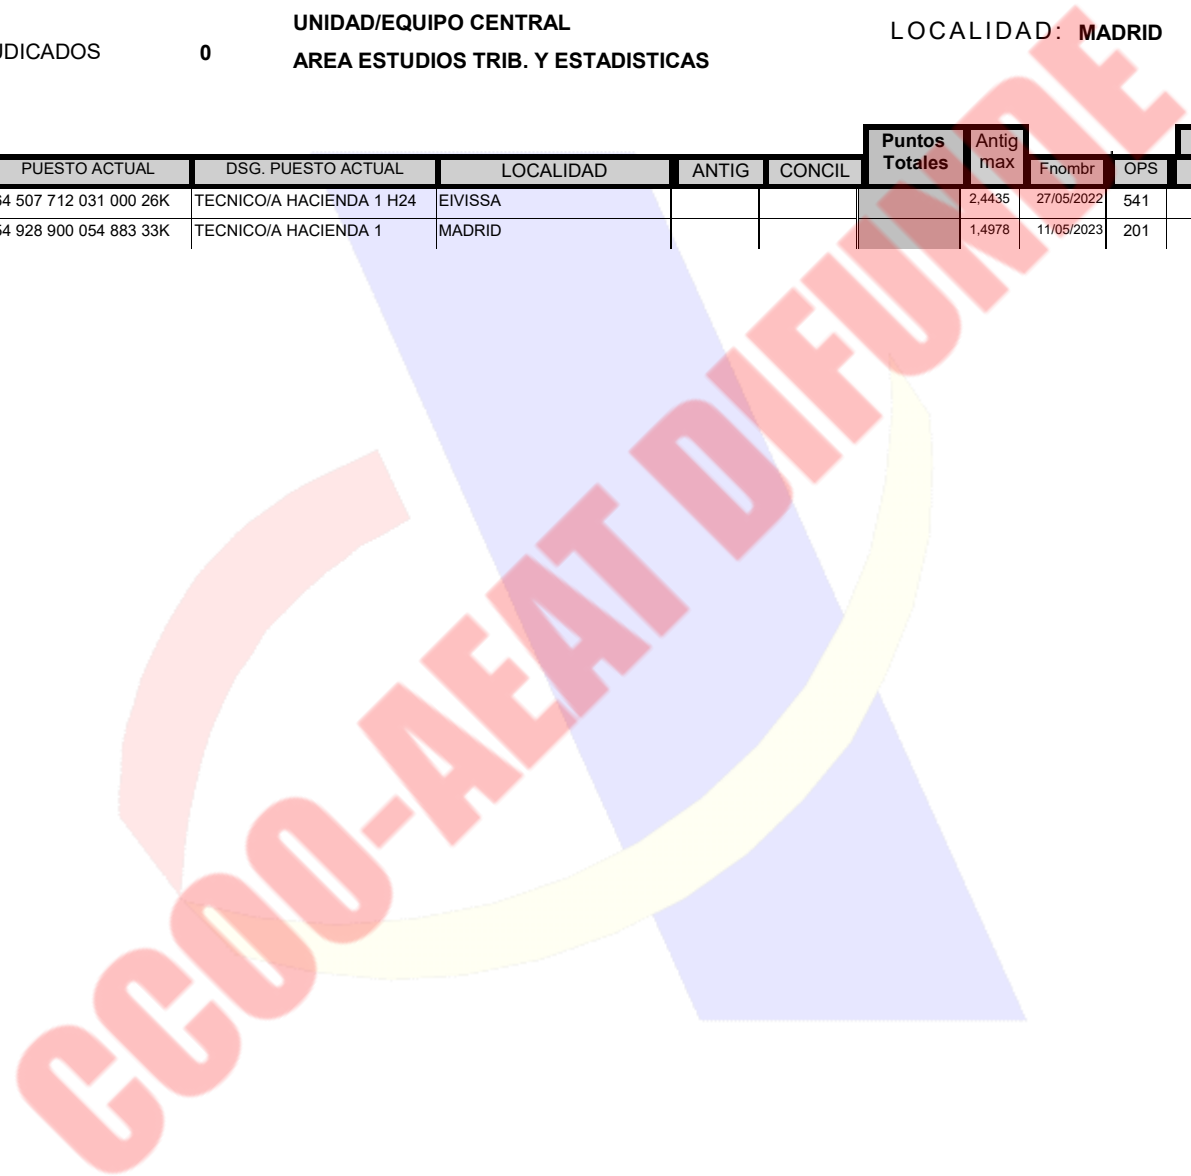 UNIDAD/EQUIPO CENTRAL
LOCALIDAD: MADRID
UDICADOS 0
AREA ESTUDIOS TRIB. Y ESTADISTICAS
PUESTO ACTUAL DSG. PUESTO ACTUAL LOCALIDAD ANTIG CONCIL Puntos Totales Antig max Fnombr OPS
64 507 712 031 000 26K TECNICO/A HACIENDA 1 H24 EIVISSA 2,4435 27/05/2022 541
54 928 900 054 883 33K TECNICO/A HACIENDA 1 MADRID 1,4978 11/05/2023 201
CCOO-AEAT DIFUNDE